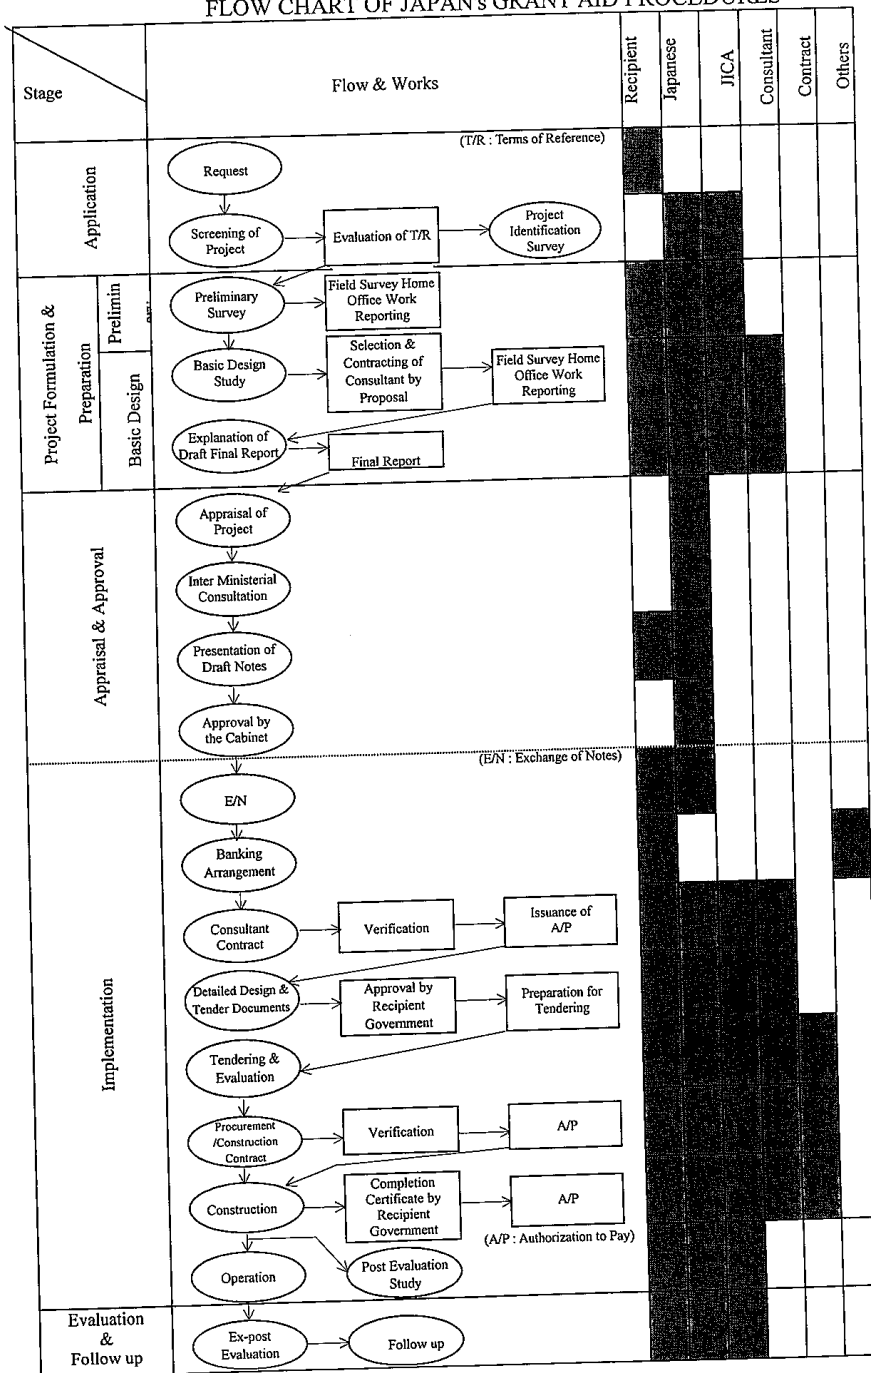 FLOW CHART OF JAPAN's GRANT AID PROCEDURES
Stage
Flow & Works
Recipient
Japanese
JICA
Consultant
Contract
Others
(T/R : Terms of Reference)
Application
Request
Screening of
Project
Evaluation of T/R
Project
Identification
Survey
Project Formulation &
Preparation
Prelimin
Preliminary
Survey
Field Survey Home
Office Work
Reporting
Basic Design
Basic Design
Study
Selection &
Contracting of
Consultant by
Proposal
Field Survey Home
Office Work
Reporting
Explanation of
Draft Final Report
Final Report
Appraisal & Approval
Appraisal of
Project
Inter Ministerial
Consultation
Presentation of
Draft Notes
Approval by
the Cabinet
(E/N : Exchange of Notes)
Implementation
E/N
Banking
Arrangement
Consultant
Contract
Verification
Issuance of
A/P
Detailed Design &
Tender Documents
Approval by
Recipient
Government
Preparation for
Tendering
Tendering &
Evaluation
Procurement
/Construction
Contract
Verification
A/P
Construction
Completion
Certificate by
Recipient
Government
A/P
(A/P : Authorization to Pay)
Operation
Post Evaluation
Study
Evaluation
&
Follow up
Ex-post
Evaluation
Follow up